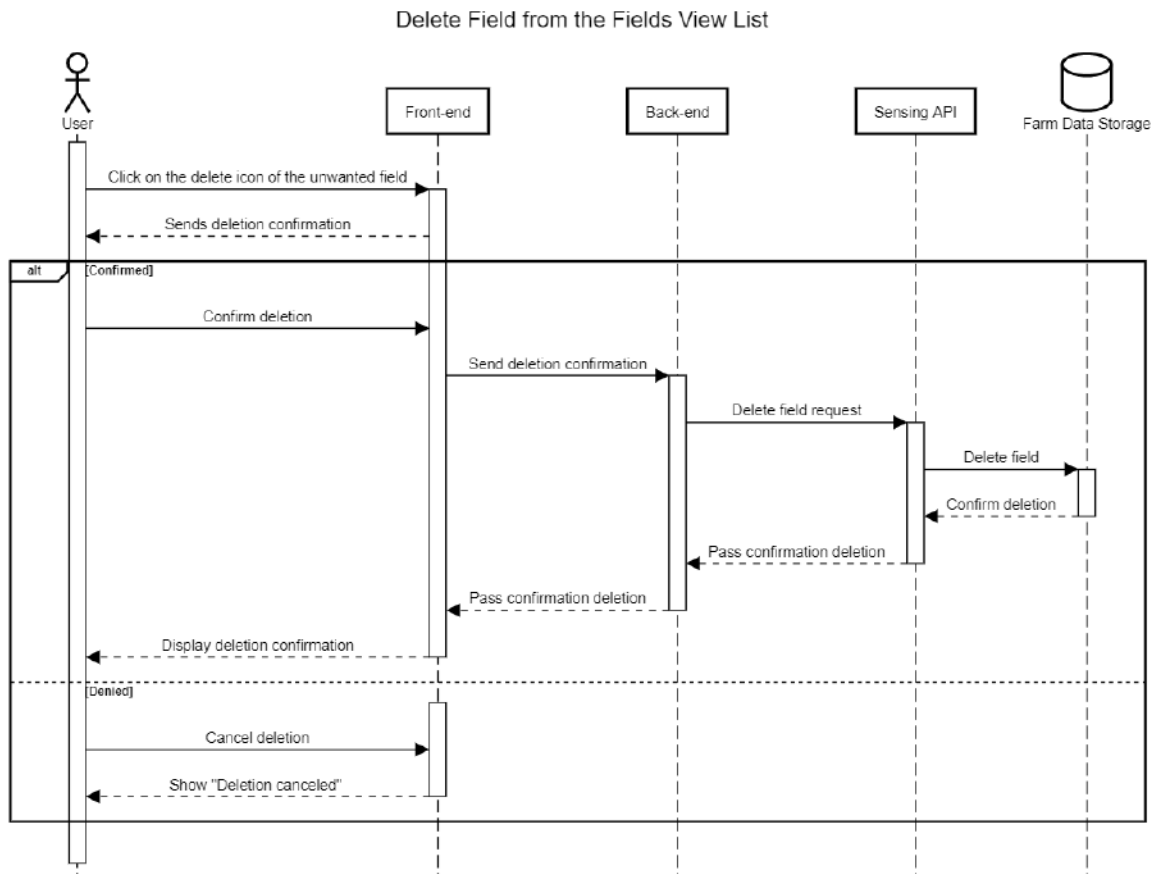 Delete Field from the Fields View List
User
Front-end
Back-end
Sensing API
Farm Data Storage
Click on the delete icon of the unwanted field
Sends deletion confirmation
alt
[Confirmed]
Confirm deletion
Send deletion confirmation
Delete field request
Delete field
Confirm deletion
Pass confirmation deletion
Pass confirmation deletion
Display deletion confirmation
[Denied]
Cancel deletion
Show "Deletion canceled"